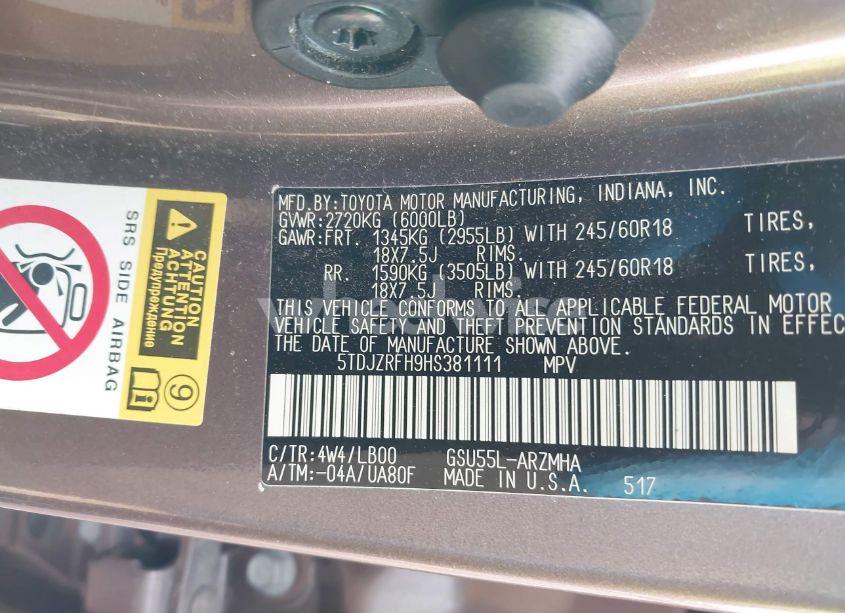 SRS SIDE AIRBAG
CAUTION
ATTENTION
ACHTUNG
Предупреждение
9
MFD.BY:TOYOTA MOTOR MANUFACTURING, INDIANA, INC.
GVWR:2720KG (6000LB)
GAWR:FRT. 1345KG (2955LB) WITH 245/60R18 TIRES,
18X7.5J RIMS.
RR. 1590KG (3505LB) WITH 245/60R18 TIRES,
18X7.5J RIMS.
THIS VEHICLE CONFORMS TO ALL APPLICABLE FEDERAL MOTOR
VEHICLE SAFETY AND THEFT PREVENTION STANDARDS IN EFFEC
THE DATE OF MANUFACTURE SHOWN ABOVE.
5TDJZRFH9HS381111 MPV
C/TR:4W4/LB00 GSU55L-ARZMHA
A/TM:-04A/UA80F MADE IN U.S.A. 517